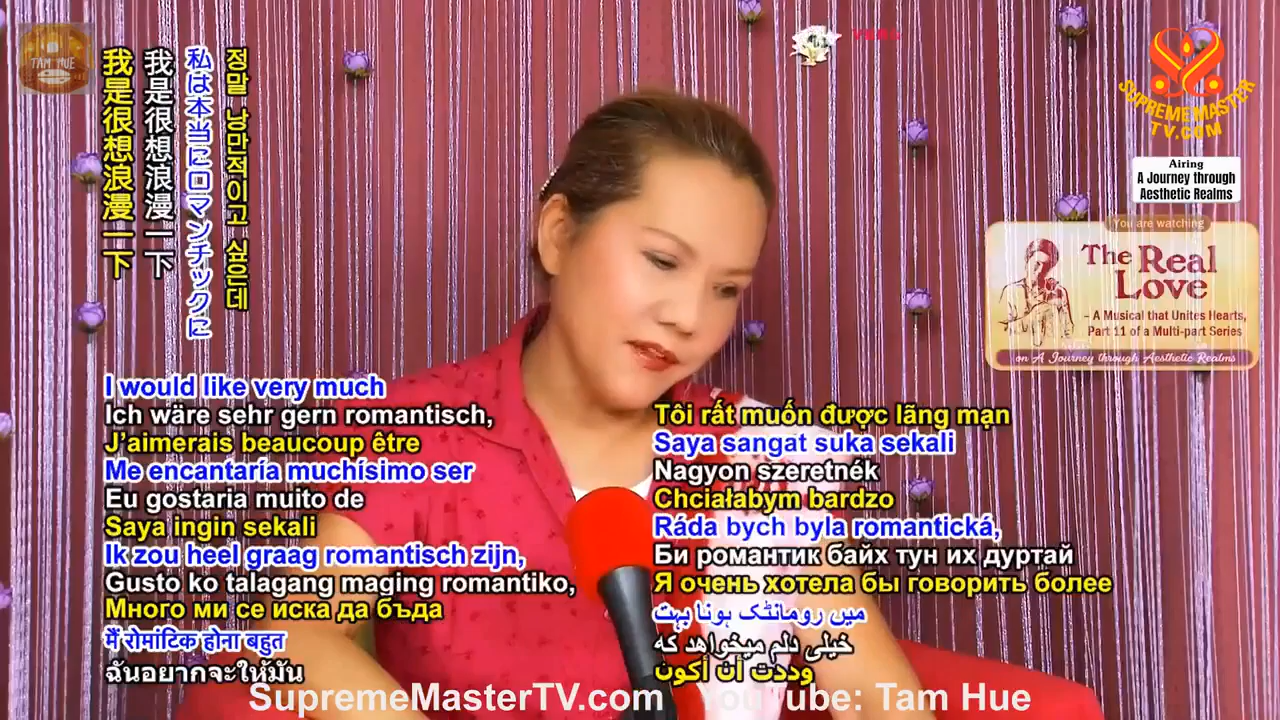 TAM HUE
我是很想浪漫一下
我是很想浪漫一下
私は本当にロマンチックに
정말 낭만적이고 싶은데
SUPREME MASTER
TV.COM
Airing
A Journey through
Aesthetic Realms
You are watching
The Real
Love
– A Musical that Unites Hearts,
Part 11 of a Multi-part Series
on A Journey through Aesthetic Realms
I would like very much
Ich wäre sehr gern romantisch,
J’aimerais beaucoup être
Me encantaría muchísimo ser
Eu gostaria muito de
Saya ingin sekali
Ik zou heel graag romantisch zijn,
Gusto ko talagang maging romantiko,
Много ми се иска да бъда
मैं रोमांटिक होना बहुत
ฉันอยากจะให้มัน
Tôi rất muốn được lãng mạn
Saya sangat suka sekali
Nagyon szeretnék
Chciałabym bardzo
Ráda bych byla romantická,
Би романтик байх тун их дуртай
Я очень хотела бы говорить более
میں رومانٹک ہونا بہت
خیلی دلم میخواهد که
وددت أن أكون
SupremeMasterTV.com YouTube: Tam Hue